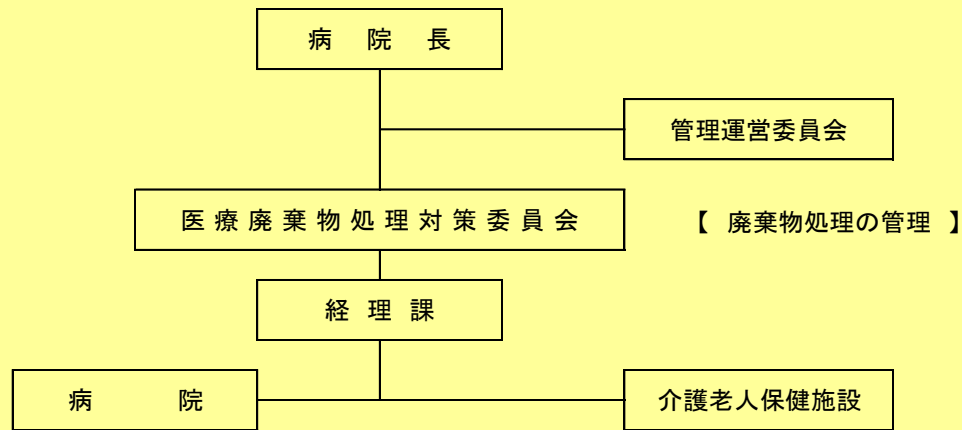 病 院 長
管理運営委員会
医療廃棄物処理対策委員会
【 廃棄物処理の管理 】
経理課
病 院
介護老人保健施設